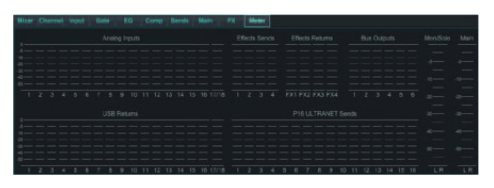 Mixer Channel Input Gate EQ Comp Sends Main FX Meter
Analog Inputs Effects Sends Effects Returns Bus Outputs Mon/Solo Main
1 2 3 4 5 6 7 8 9 10 11 12 13 14 15 16 17/18 1 2 3 4 FX1 FX2 FX3 FX4 1 2 3 4 5 6
USB Returns P16 ULTRANET Sends
1 2 3 4 5 6 7 8 9 10 11 12 13 14 15 16 17/18 1 2 3 4 5 6 7 8 9 10 11 12 13 14 15 16 L R L R